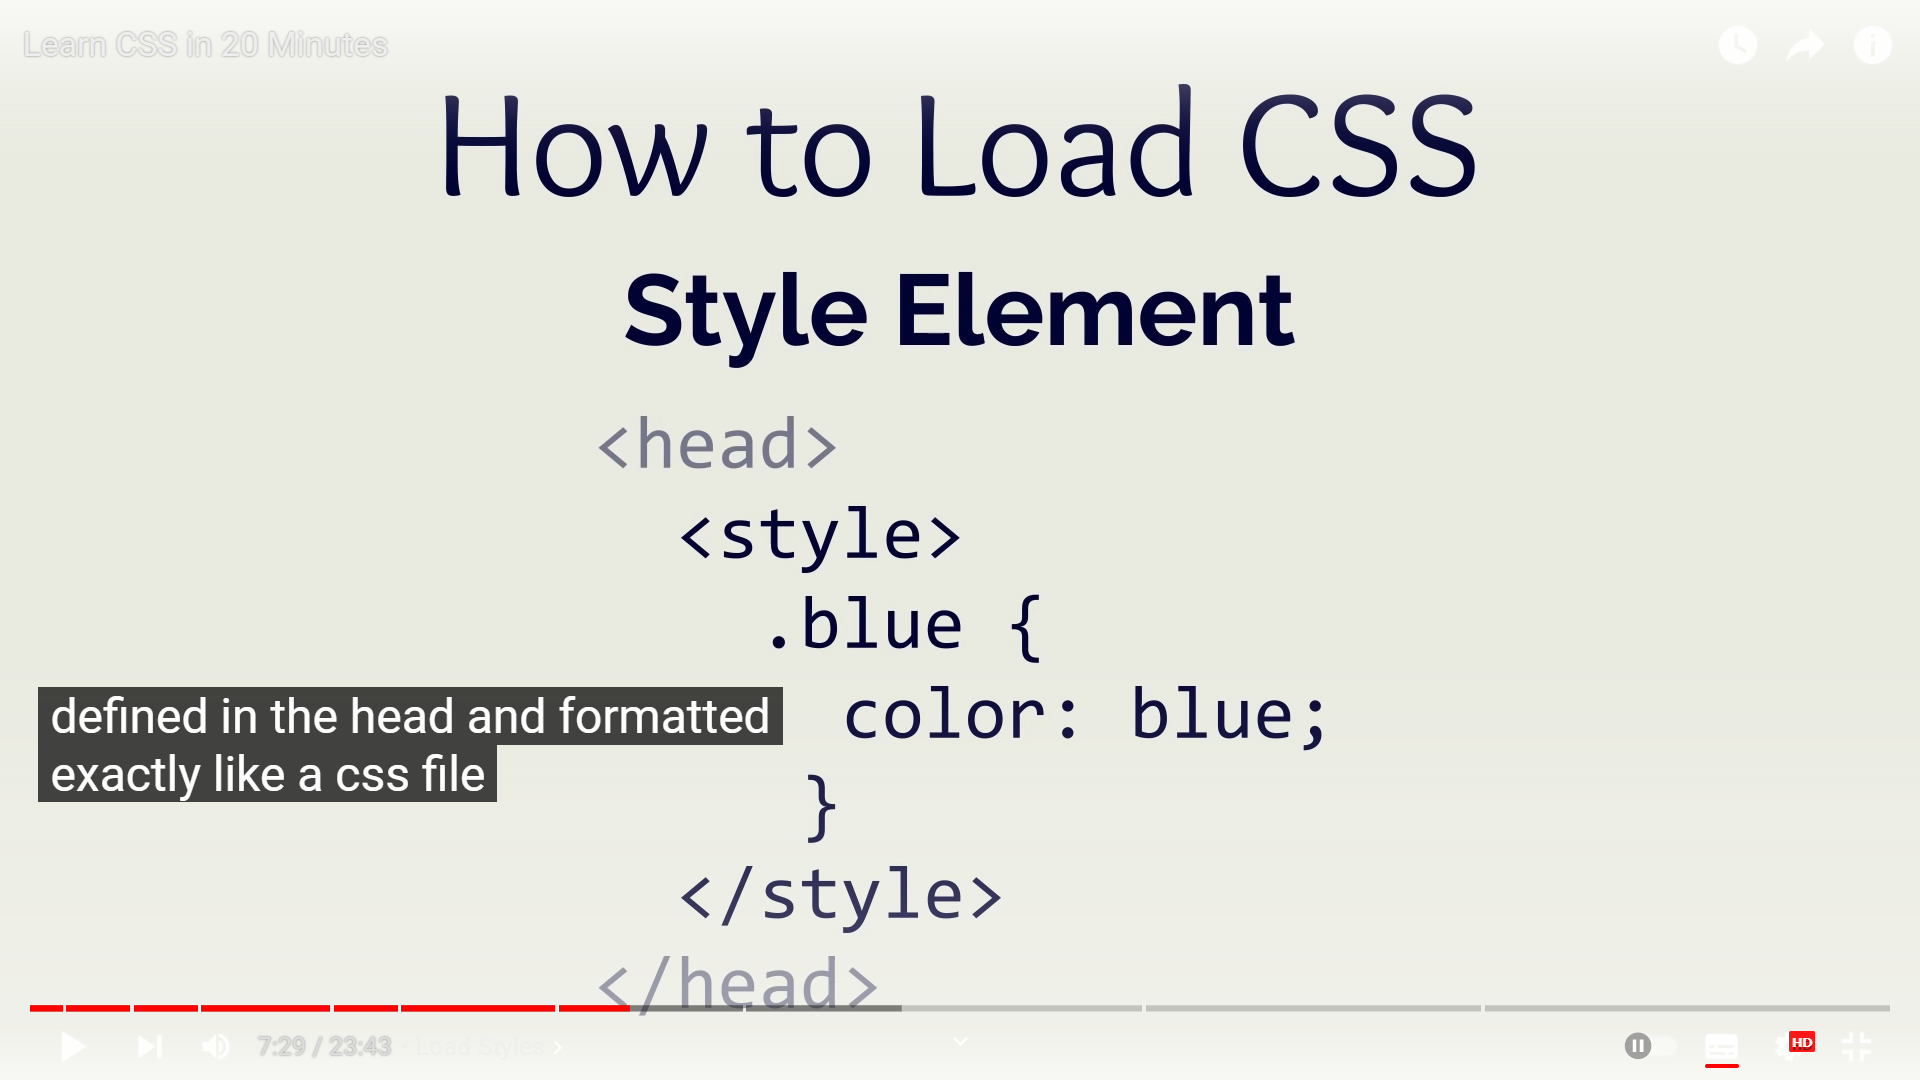 Learn CSS in 20 Minutes
How to Load CSS
Style Element
<head>
<style>
.blue {
color: blue;
}
</style>
</head>
defined in the head and formatted
exactly like a css file
7:29 / 23:43 • Load Styles
HD